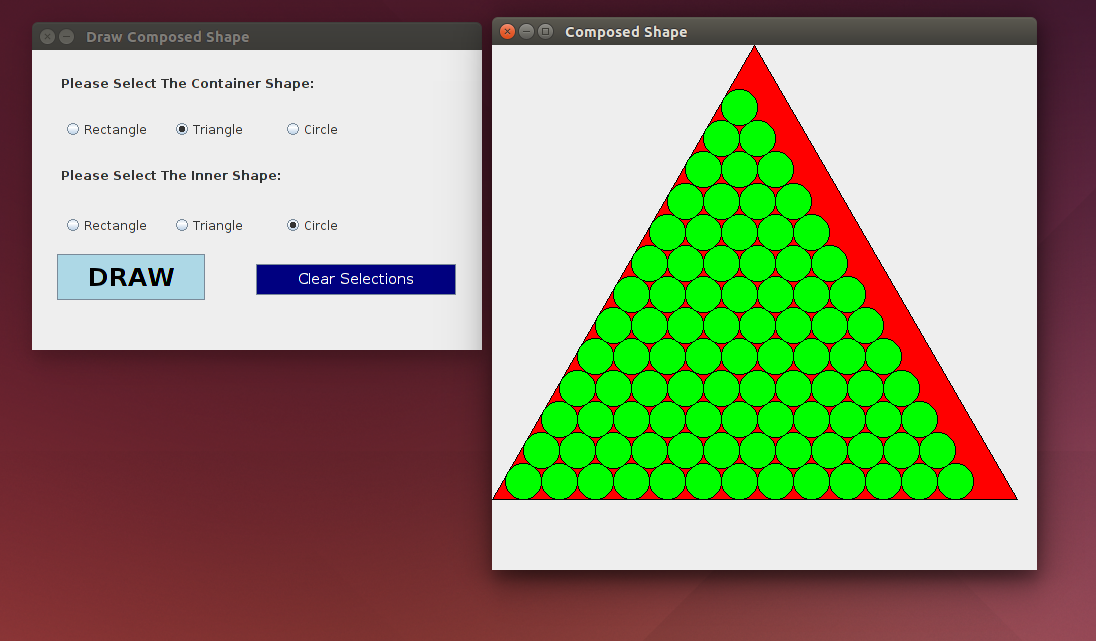 Draw Composed Shape
Please Select The Container Shape:
Rectangle Triangle Circle
Please Select The Inner Shape:
Rectangle Triangle Circle
DRAW Clear Selections
Composed Shape